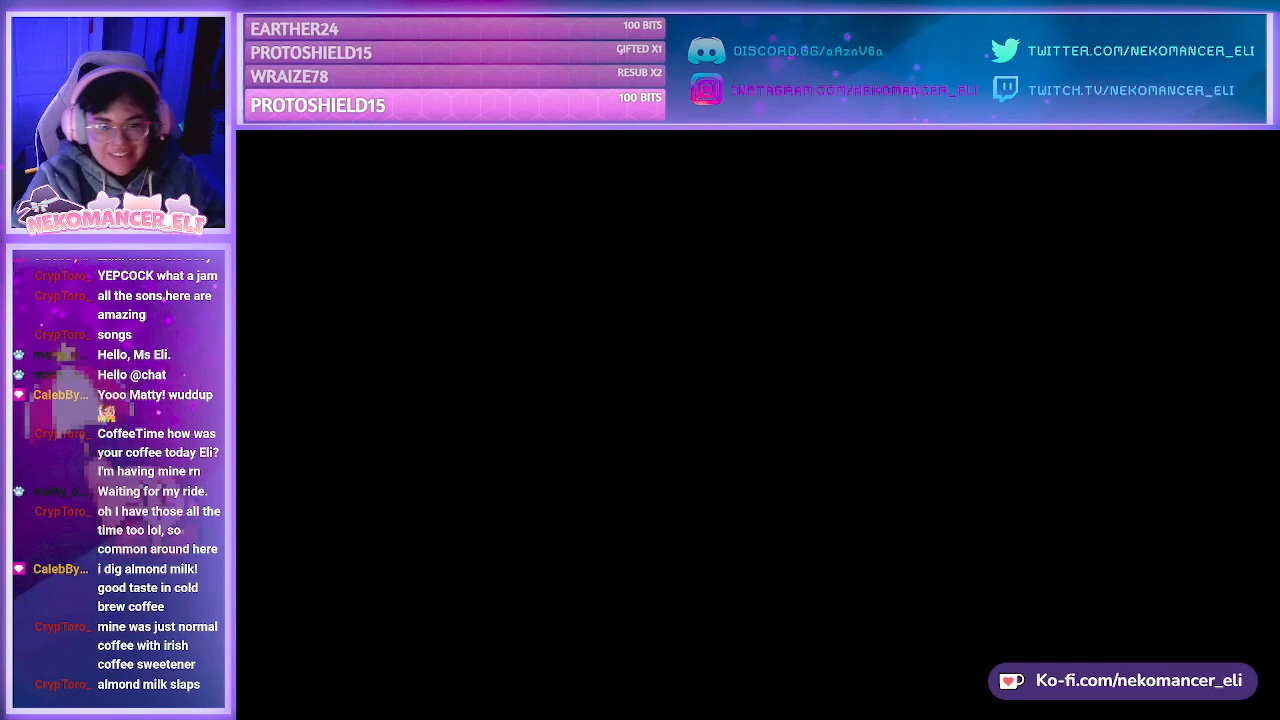 EARTHER24 100 BITS
PROTOSHIELD15 GIFTED X1
WRAIZE78 RESUB X2
PROTOSHIELD15 100 BITS
DISCORD.GG/aAznV6a
TWITTER.COM/NEKOMANCER_ELI
INSTAGRAM.COM/NEKOMANCER_ELI
TWITCH.TV/NEKOMANCER_ELI
NEKOMANCER_ELI
CrypToro_ YEPCOCK what a jam
CrypToro_ all the sons here are
amazing
CrypToro_ songs
Hello, Ms Eli.
Hello @chat
CalebBy... Yooo Matty! wuddup
CrypToro_ CoffeeTime how was
your coffee today Eli?
I'm having mine rn
Waiting for my ride.
CrypToro_ oh I have those all the
time too lol, so
common around here
CalebBy... i dig almond milk!
good taste in cold
brew coffee
CrypToro_ mine was just normal
coffee with irish
coffee sweetener
CrypToro_ almond milk slaps
Ko-fi.com/nekomancer_eli